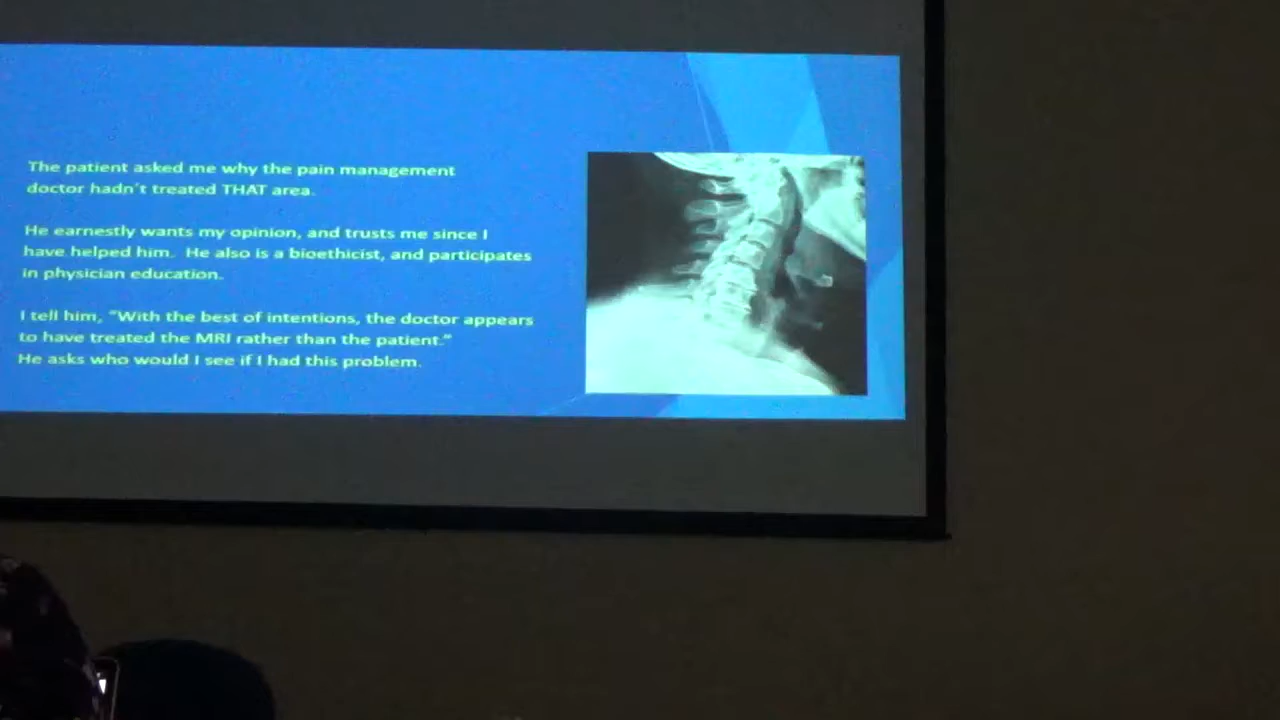 The patient asked me why the pain management
doctor hadn't treated THAT area.
He earnestly wants my opinion, and trusts me since I
have helped him. He also is a bioethicist, and participates
in physician education.
I tell him, "With the best of intentions, the doctor appears
to have treated the MRI rather than the patient."
He asks who would I see if I had this problem.